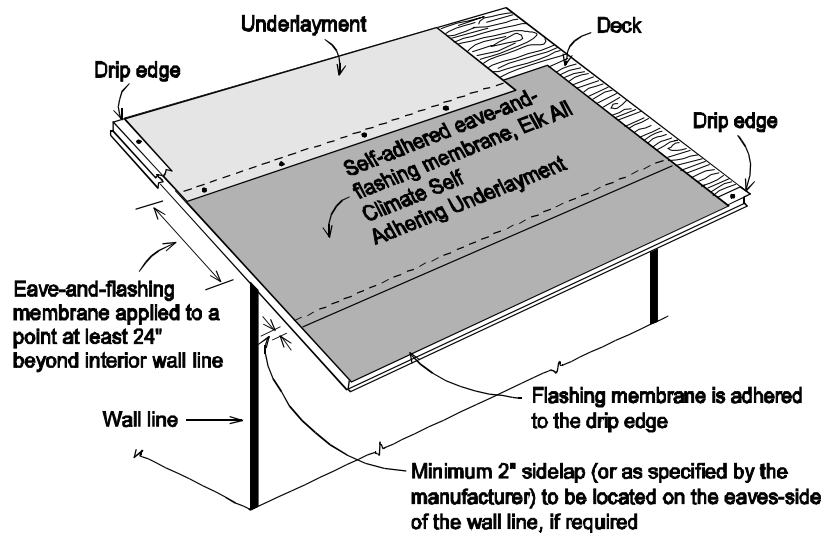 Underlayment
Deck
Drip edge
Drip edge
Self-adhered eave-and-
flashing membrane, Elk All
Climate Self
Adhering Underlayment
Eave-and-flashing
membrane applied to a
point at least 24"
beyond interior wall line
Wall line
Flashing membrane is adhered
to the drip edge
Minimum 2" sidelap (or as specified by the
manufacturer) to be located on the eaves-side
of the wall line, if required